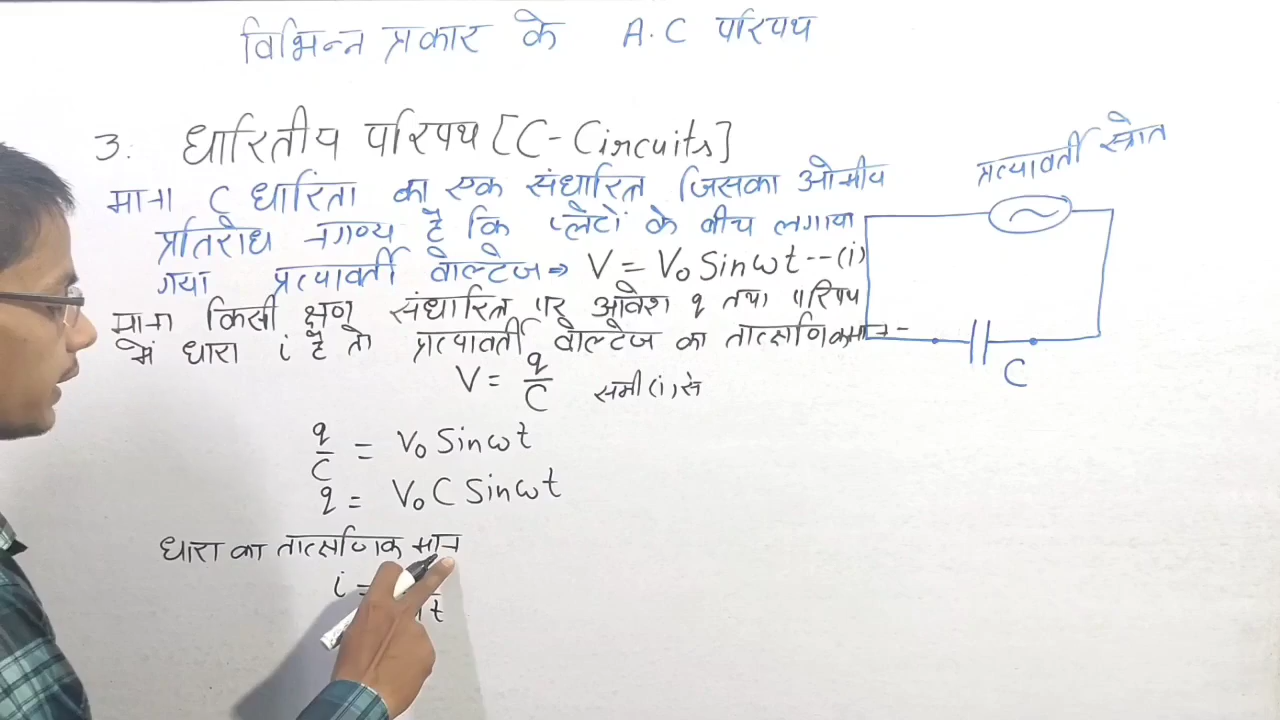 विभिन्न प्रकार के A.C परिपथ
3. धारितीय परिपथ [C-Circuits]
माना C धारिता का एक संधारित्र जिसका ओमीय
प्रतिरोध नगण्य है कि प्लेटों के बीच लगाया
गया प्रत्यावर्ती वोल्टेज⇒ V = V₀ Sinωt --(i)
माना किसी क्षण संधारित्र पर आवेश q तथा परिपथ
में धारा i है तो प्रत्यावर्ती वोल्टेज का तात्क्षणिक मान -
V = q/C समी (i) से
q/C = V₀ Sinωt
q = V₀ C Sinωt
धारा का तात्क्षणिक मान
i =
t
प्रत्यावर्ती स्त्रोत
C